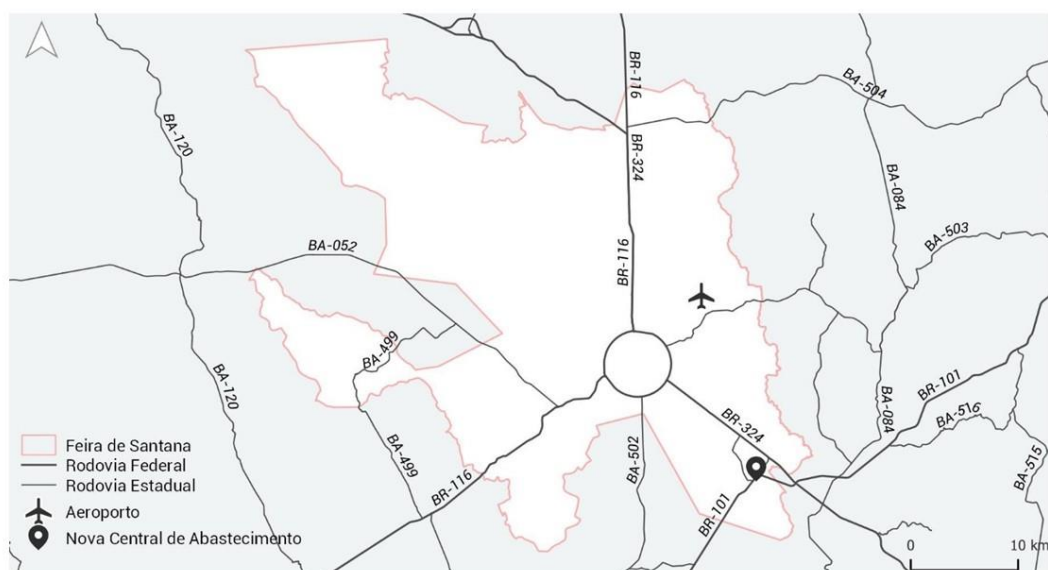 BR-116
BA-504
BA-120
BR-324
BA-084
BA-503
BA-052
BR-116
BA-499
BR-101
BA-516
BA-084
BA-120
BR-324
BA-502
BA-499
BR-116
BR-101
BA-515
Feira de Santana
Rodovia Federal
Rodovia Estadual
Aeroporto
Nova Central de Abastecimento
0 10 km